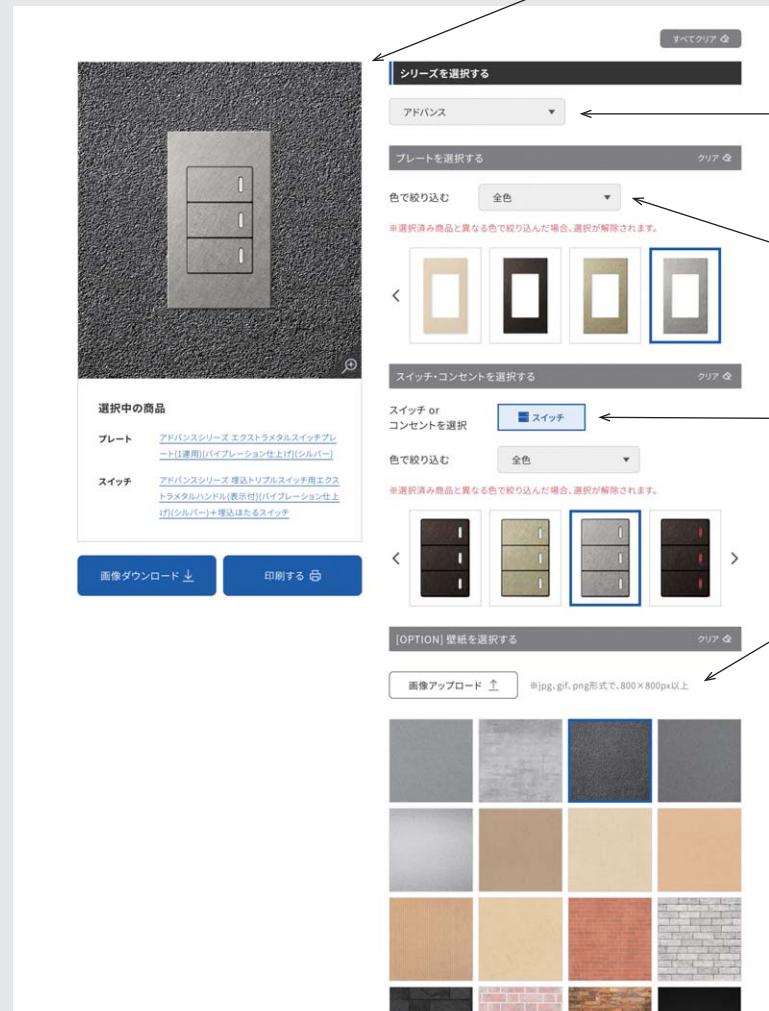 すべてクリア
シリーズを選択する
アドバンス
プレートを選択する
クリア
色で絞り込む
全色
※選択済み商品と異なる色で絞り込んだ場合、選択が解除されます。
スイッチ・コンセントを選択する
クリア
スイッチ or
コンセントを選択
スイッチ
色で絞り込む
全色
※選択済み商品と異なる色で絞り込んだ場合、選択が解除されます。
[OPTION] 壁紙を選択する
クリア
画像アップロード
※jpg、gif、png形式で、800×800px以上
選択中の商品
プレート
アドバンスシリーズ エクストラメタルスイッチプレ
ート(1連用)(バイブレーション仕上げ)(シルバー)
スイッチ
アドバンスシリーズ 埋込トリプルスイッチ用エクス
トラメタルハンドル(表示付)(バイブレーション仕上
げ)(シルバー)+埋込ほたるスイッチ
画像ダウンロード
印刷する